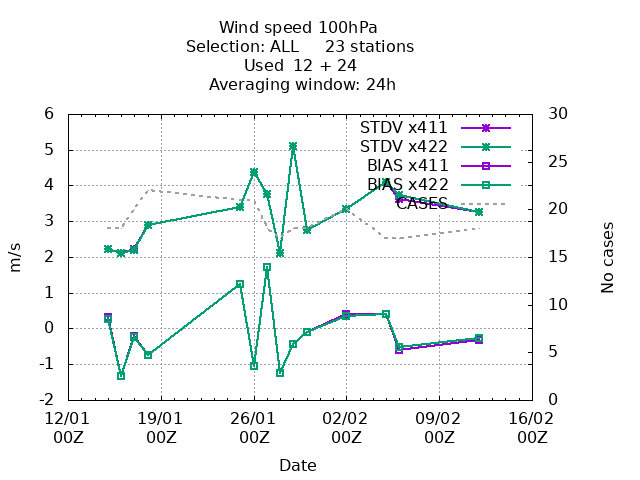 Wind speed 100hPa
Selection: ALL 23 stations
Used 12 + 24
Averaging window: 24h
6
5
4
3
2
1
0
-1
-2
m/s
30
25
20
15
10
5
0
No cases
STDV x411
STDV x422
BIAS x411
BIAS x422
CASES
12/01 19/01 26/01 02/02 09/02 16/02
00Z 00Z 00Z 00Z 00Z 00Z
Date